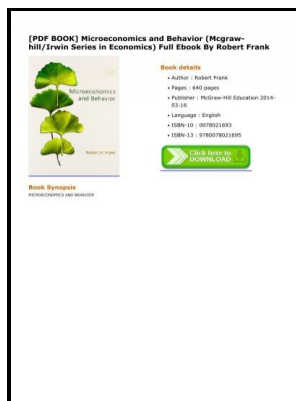 [PDF BOOK] Microeconomics and Behavior (Mcgraw-
hill/Irwin Series in Economics) Full Ebook By Robert Frank
Microeconomics
and Behavior
Robert H. Frank
Book details
• Author : Robert Frank
• Pages : 640 pages
• Publisher : McGraw-Hill Education 2014-
03-16
• Language : English
• ISBN-10 : 0078021693
• ISBN-13 : 9780078021695
Click here to
DOWNLOAD
Book Synopsis
MICROECONOMICS AND BEHAVIOR